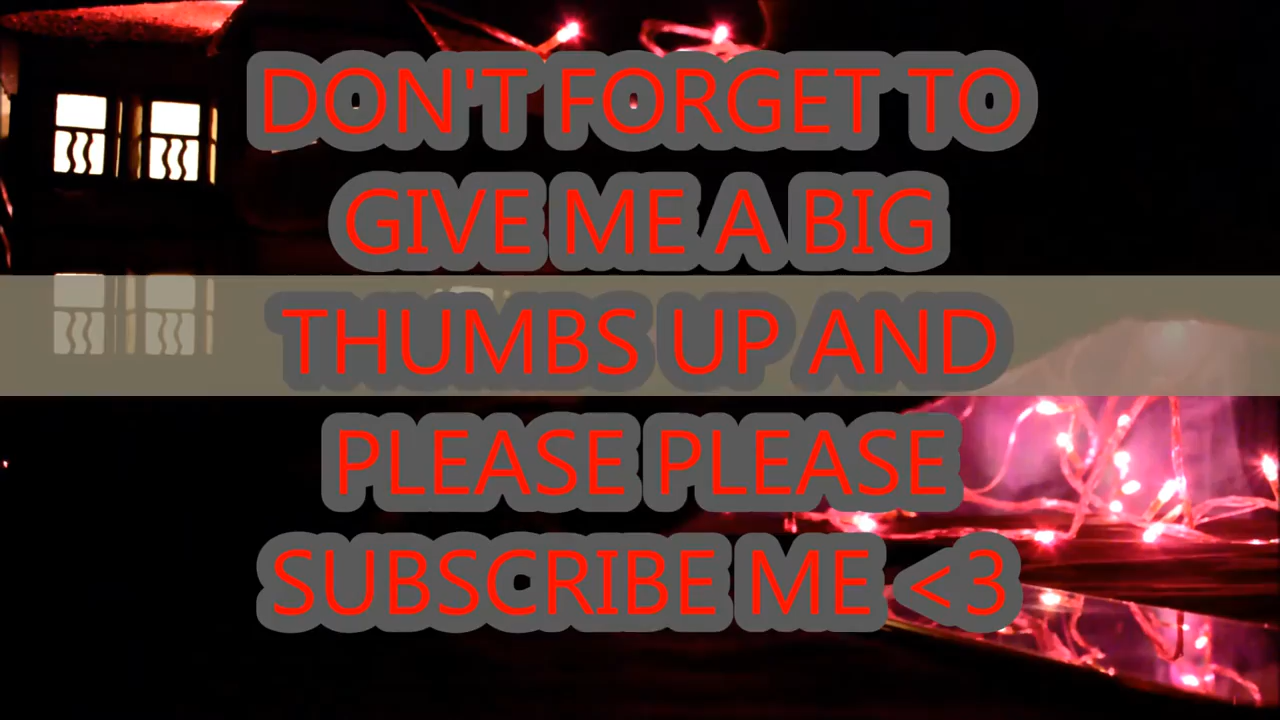 DON'T FORGET TO
GIVE ME A BIG
THUMBS UP AND
PLEASE PLEASE
SUBSCRIBE ME <3